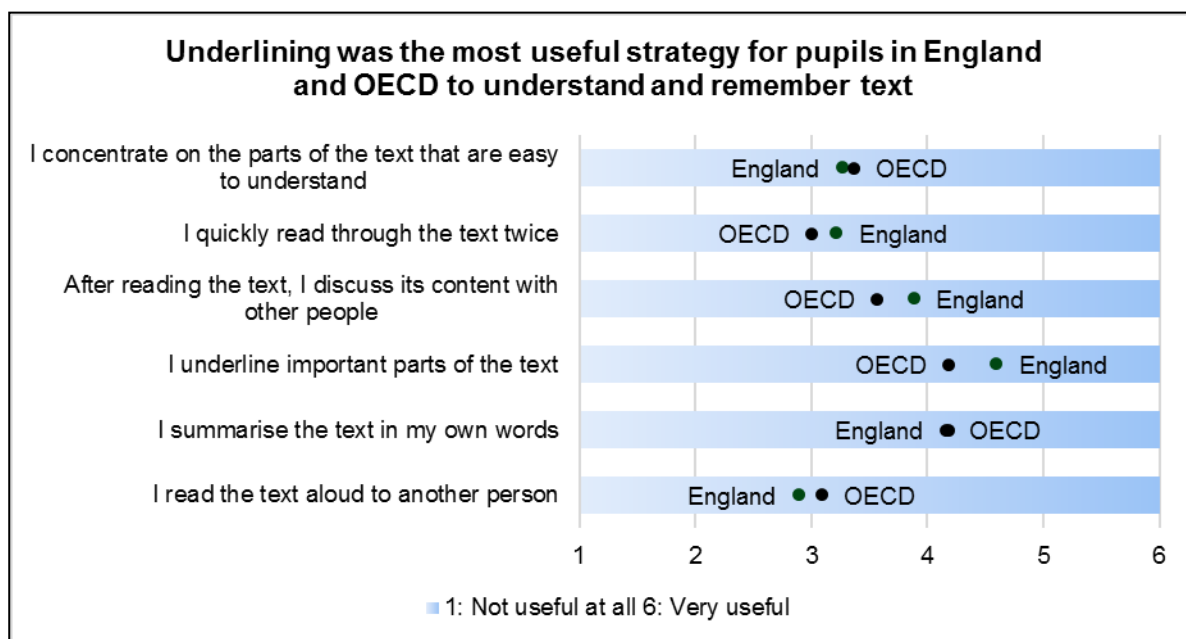 Underlining was the most useful strategy for pupils in England
and OECD to understand and remember text
I concentrate on the parts of the text that are easy
to understand
England OECD
I quickly read through the text twice
OECD England
After reading the text, I discuss its content with
other people
OECD England
I underline important parts of the text
OECD England
I summarise the text in my own words
England OECD
I read the text aloud to another person
England OECD
1 2 3 4 5 6
1: Not useful at all 6: Very useful